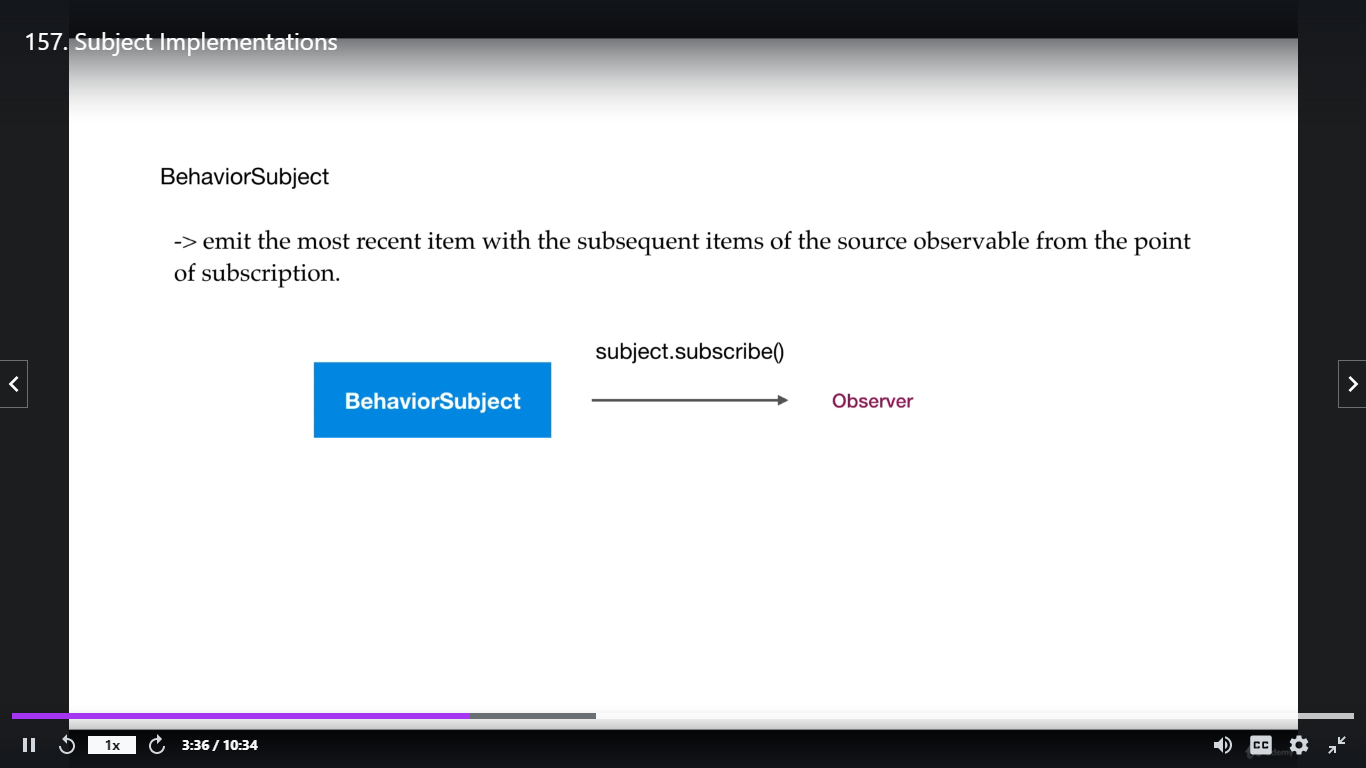 157. Subject Implementations
BehaviorSubject
-> emit the most recent item with the subsequent items of the source observable from the point
of subscription.
subject.subscribe()
BehaviorSubject
Observer
1x
3:36 / 10:34
CC